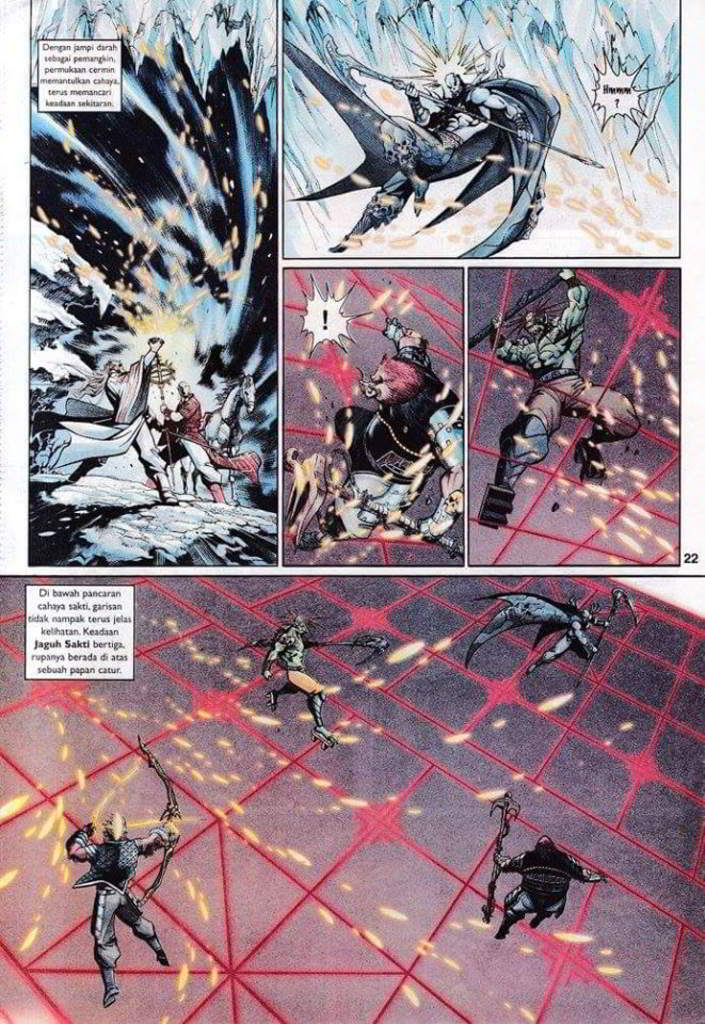 Dengan jampi darah
sebagai pemangkin,
permukaan cermin
memantulkan cahaya,
terus memancari
keadaan sekitaran.
Hmmm
?
!
22
Di bawah pancaran
cahaya sakti, garisan
tidak nampak terus jelas
kelihatan. Keadaan
Jaguh Sakti bertiga,
rupanya berada di atas
sebuah papan catur.